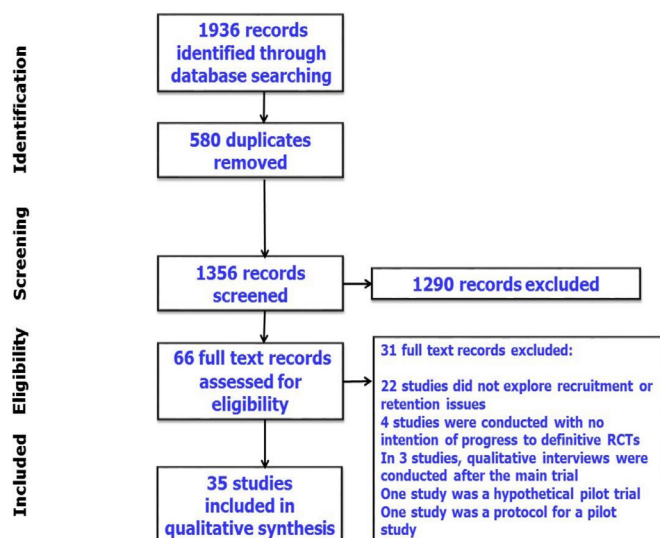 Identification
1936 records
identified through
database searching
580 duplicates
removed
Screening
1356 records
screened
1290 records excluded
Eligibility
66 full text records
assessed for
eligibility
31 full text records excluded:
22 studies did not explore recruitment or
retention issues
4 studies were conducted with no
intention of progress to definitive RCTs
In 3 studies, qualitative interviews were
conducted after the main trial
One study was a hypothetical pilot trial
One study was a protocol for a pilot
study
Included
35 studies
included in
qualitative synthesis